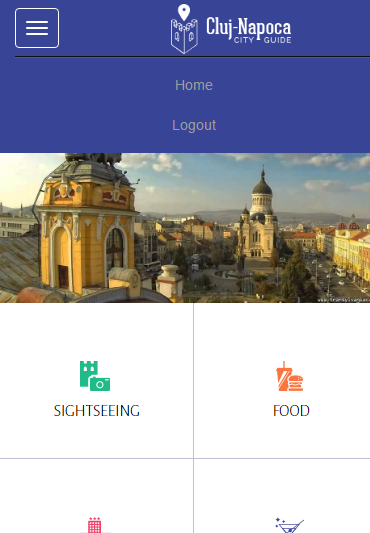 Cluj-Napoca
CITY GUIDE
Home
Logout
SIGHTSEEING
FOOD